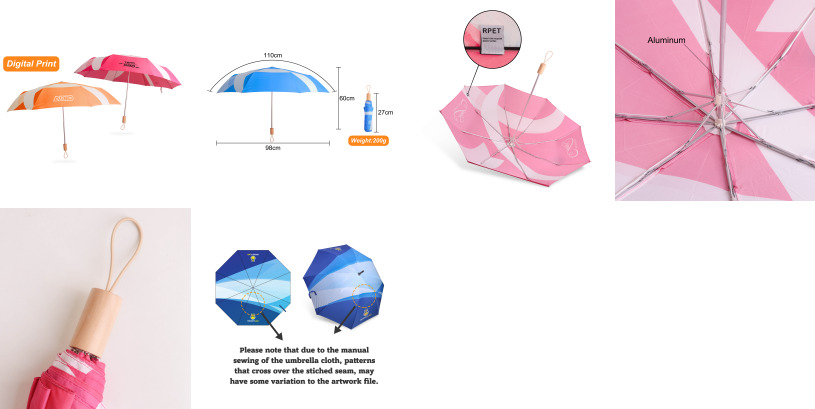 Digital Print
110cm
60cm
27cm
Weight:200g
98cm
RPET
Aluminum
Please note that due to the manual
sewing of the umbrella cloth, patterns
that cross over the stiched seam, may
have some variation to the artwork file.